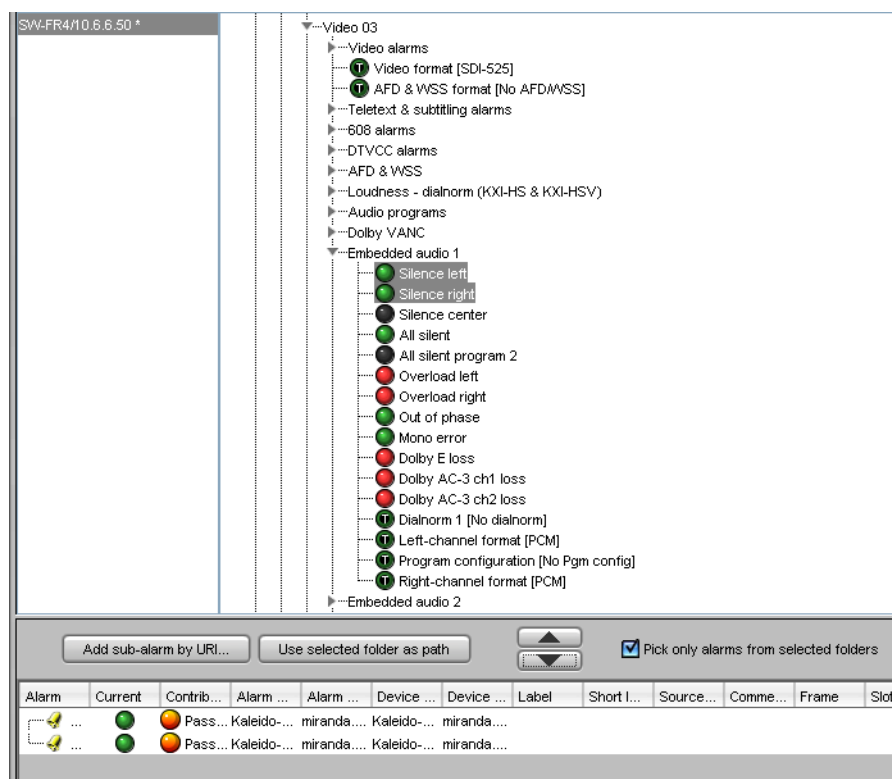 SW-FR4/10.6.6.50 *
Video 03
Video alarms
T Video format [SDI-525]
T AFD & WSS format [No AFD/WSS]
Teletext & subtitling alarms
608 alarms
DTVCC alarms
AFD & WSS
Loudness - dialnorm (KXI-HS & KXI-HSV)
Audio programs
Dolby VANC
Embedded audio 1
Silence left
Silence right
Silence center
All silent
All silent program 2
Overload left
Overload right
Out of phase
Mono error
Dolby E loss
Dolby AC-3 ch1 loss
Dolby AC-3 ch2 loss
T Dialnorm 1 [No dialnorm]
T Left-channel format [PCM]
T Program configuration [No Pgm config]
T Right-channel format [PCM]
Embedded audio 2
Add sub-alarm by URI... Use selected folder as path Pick only alarms from selected folders
Alarm Current Contrib... Alarm ... Alarm ... Device ... Device ... Label Short l... Source... Comme... Frame Slot
... Pass... Kaleido-... miranda.... Kaleido-... miranda....
... Pass... Kaleido-... miranda.... Kaleido-... miranda....